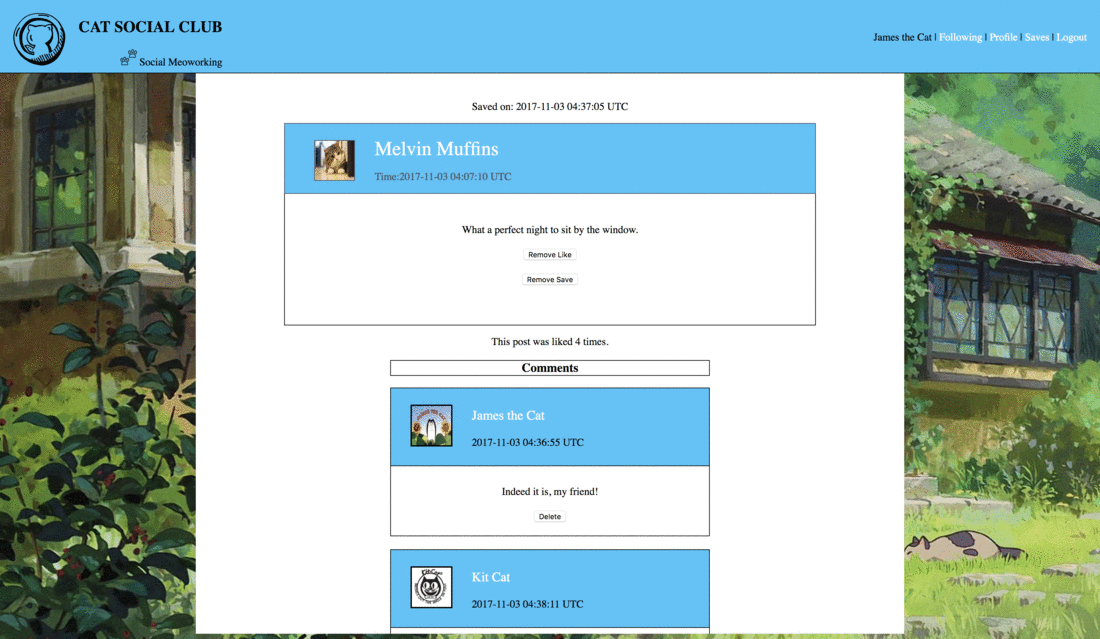 CAT SOCIAL CLUB
Social Meoworking
James the Cat | Following | Profile | Saves | Logout
Saved on: 2017-11-03 04:37:05 UTC
Melvin Muffins
Time:2017-11-03 04:07:10 UTC
What a perfect night to sit by the window.
Remove Like
Remove Save
This post was liked 4 times.
Comments
James the Cat
2017-11-03 04:36:55 UTC
Indeed it is, my friend!
Delete
Kit Cat
2017-11-03 04:38:11 UTC